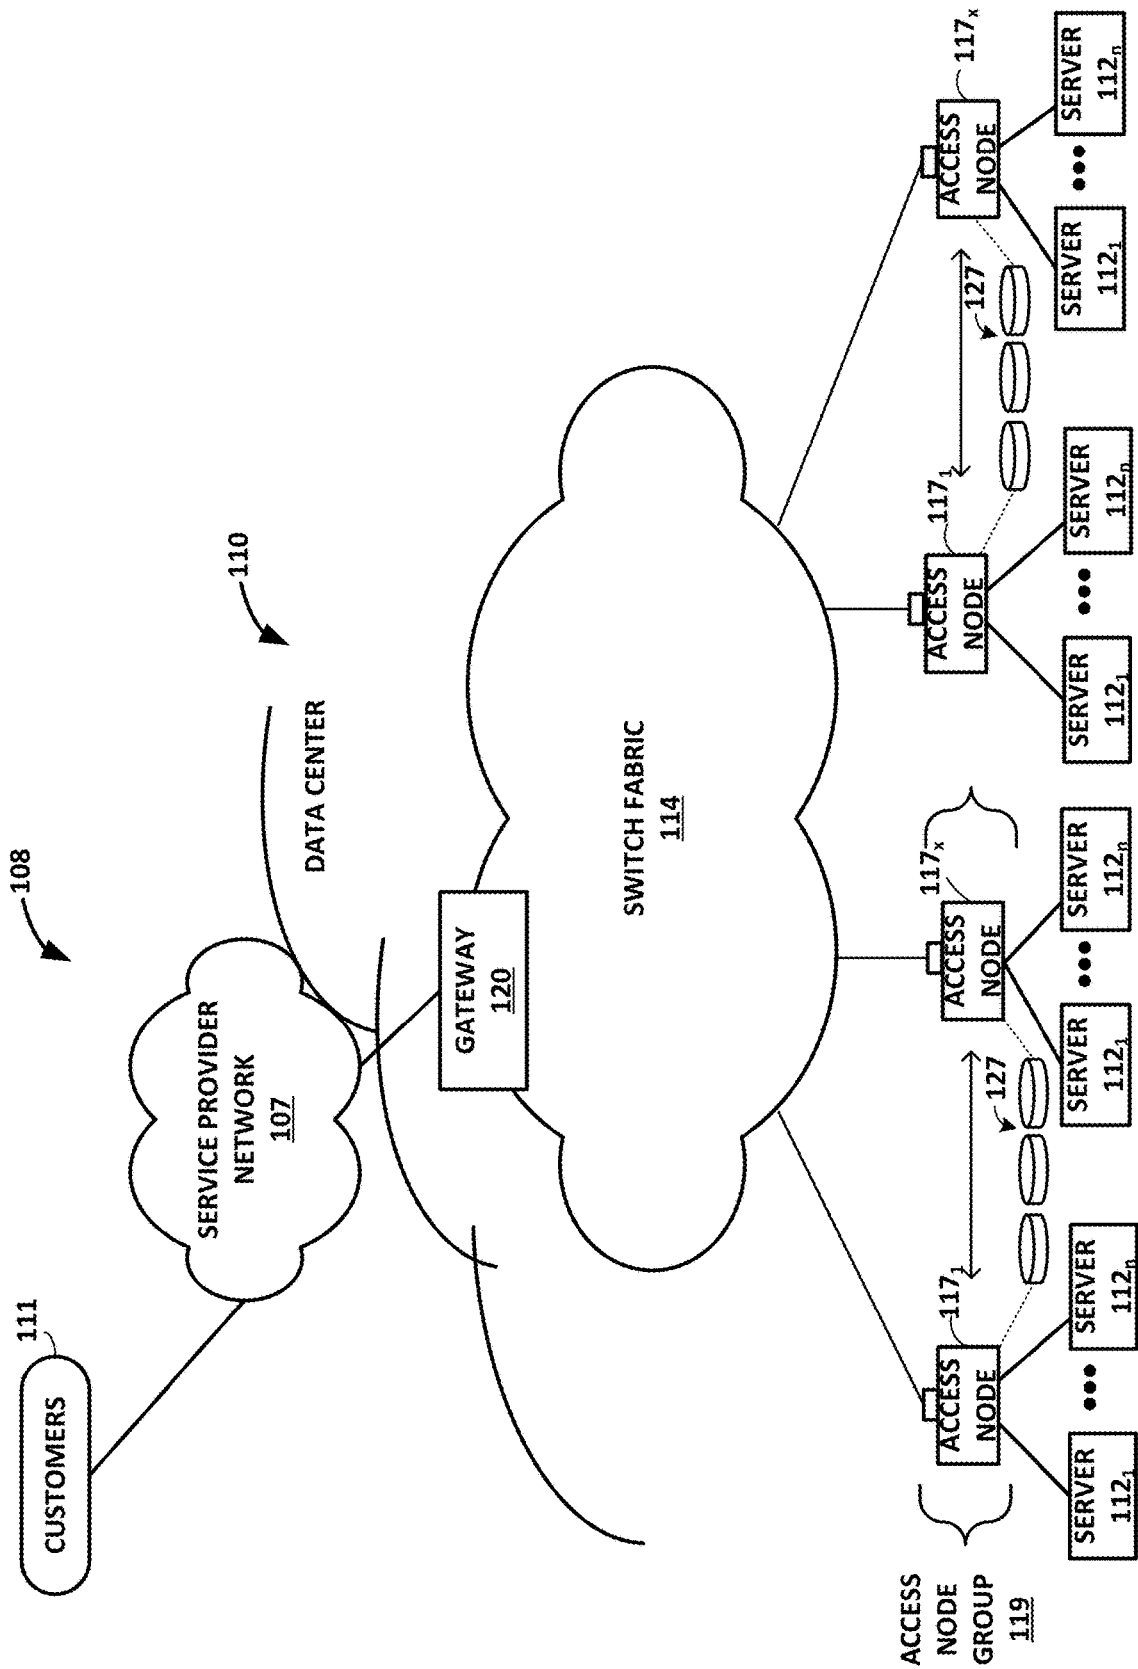 108
CUSTOMERS
111
SERVICE PROVIDER
NETWORK
107
110
DATA CENTER
GATEWAY
120
SWITCH FABRIC
114
ACCESS
NODE
GROUP
119
ACCESS
NODE
117₁
127
ACCESS
NODE
117ₓ
ACCESS
NODE
117₁
127
ACCESS
NODE
117ₓ
SERVER
112₁
SERVER
112ₙ
SERVER
112₁
SERVER
112ₙ
SERVER
112₁
SERVER
112ₙ
SERVER
112₁
SERVER
112ₙ